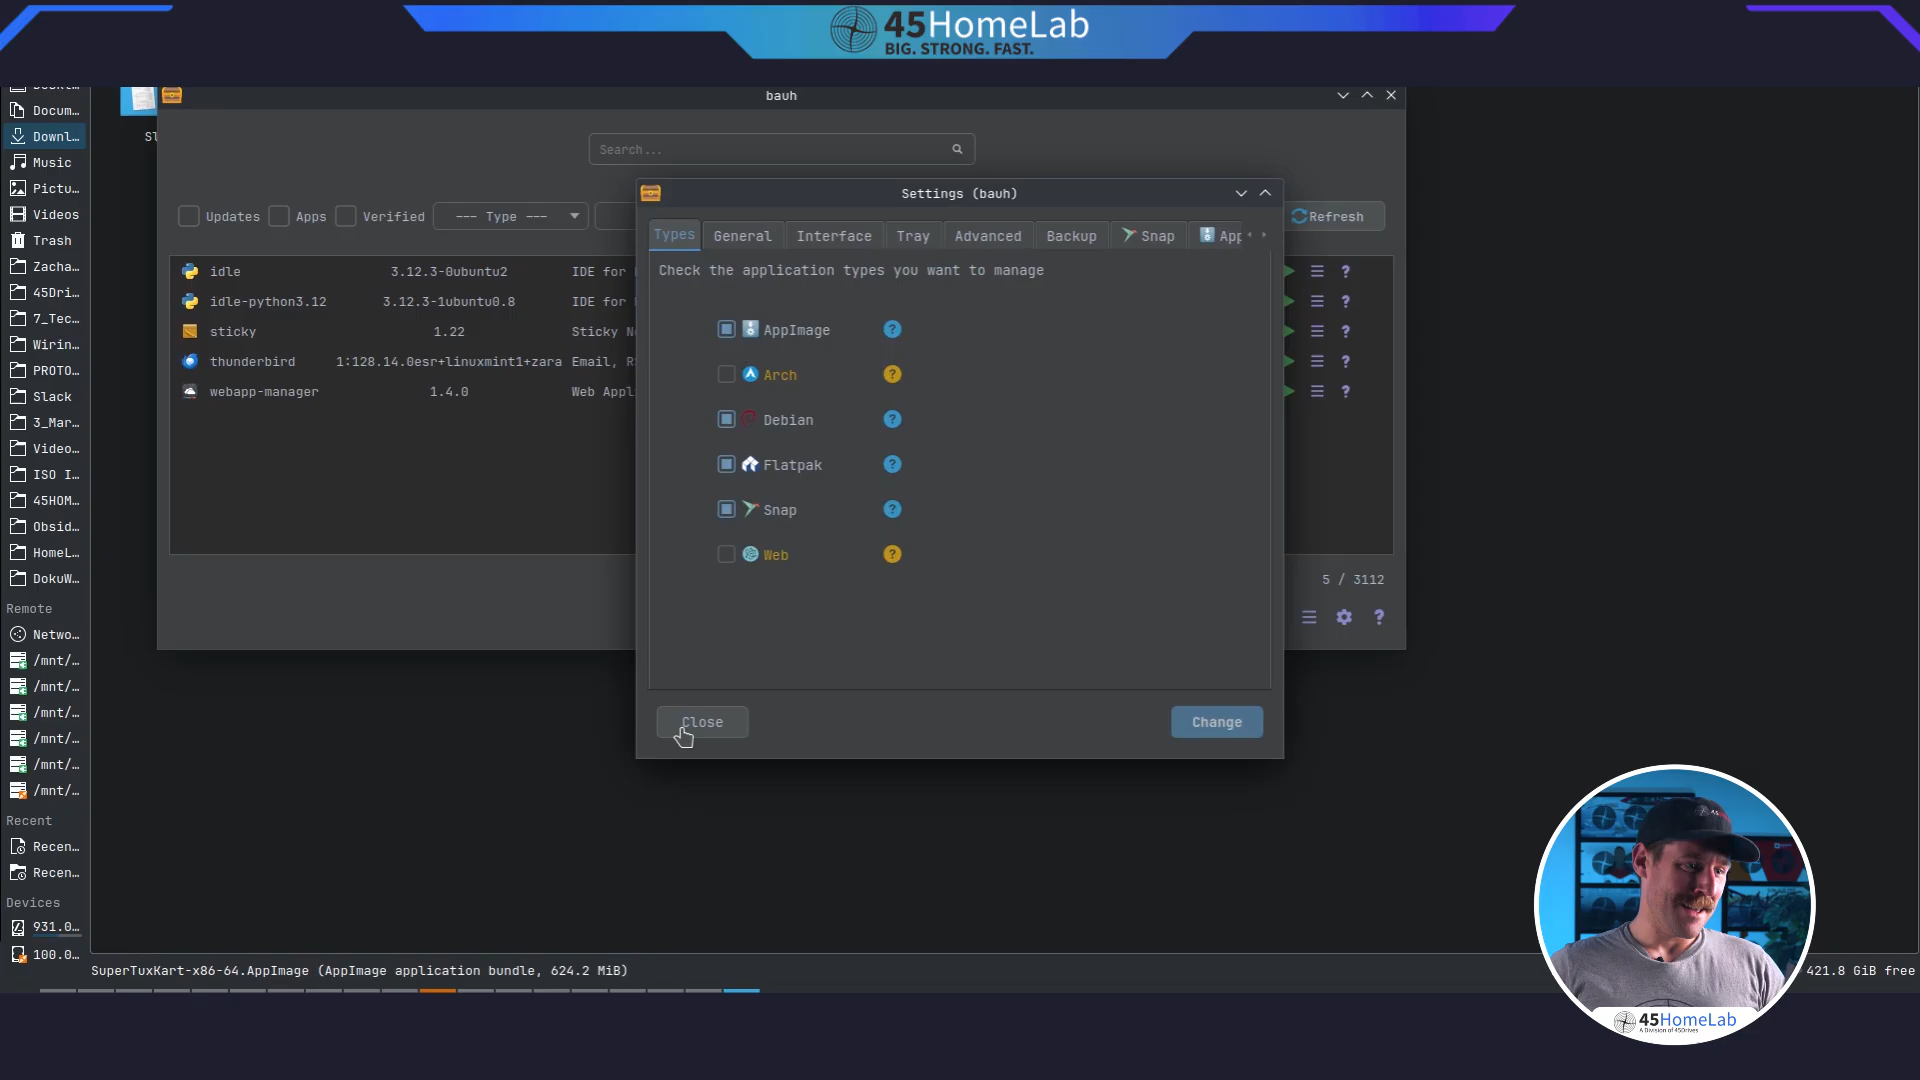 45HomeLab
BIG. STRONG. FAST.
bauh
Docum...
Downl...
Music
Pictu...
Videos
Trash
Zacha...
45Dri...
7_Tec...
Wirin...
PROTO...
Slack
3_Mar...
Video...
ISO I...
45HOM...
Obsid...
HomeL...
DokuW...
Remote
Netwo...
/mnt/...
/mnt/...
/mnt/...
/mnt/...
/mnt/...
/mnt/...
Recent
Recen...
Recen...
Devices
931.0...
100.0...
Search...
Updates Apps Verified --- Type --- Refresh
idle 3.12.3-0ubuntu2 IDE for
idle-python3.12 3.12.3-1ubuntu0.8 IDE for
sticky 1.22 Sticky N
thunderbird 1:128.14.0esr+linuxmint1+zara Email, R
webapp-manager 1.4.0 Web Appl
5 / 3112
Settings (bauh)
Types General Interface Tray Advanced Backup Snap App
Check the application types you want to manage
AppImage ?
Arch ?
Debian ?
Flatpak ?
Snap ?
Web ?
Close Change
SuperTuxKart-x86-64.AppImage (AppImage application bundle, 624.2 MiB)
421.8 GiB free
45HomeLab
A Division of 45Drives